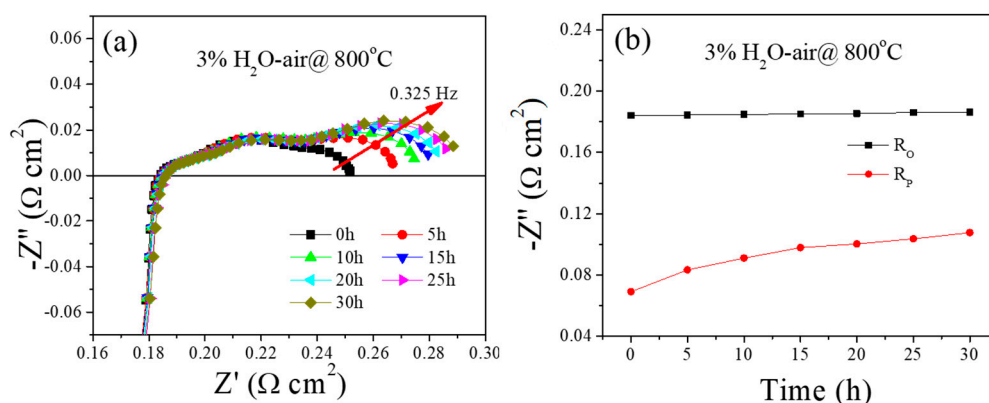 (a)
3% H₂O-air@ 800°C
0.325 Hz
0.06
0.04
0.02
0.00
-0.02
-0.04
-0.06
-Z" (Ω cm²)
0h
5h
10h
15h
20h
25h
30h
0.16 0.18 0.20 0.22 0.24 0.26 0.28 0.30
Z' (Ω cm²)
(b)
3% H₂O-air@ 800°C
0.24
0.20
0.16
0.12
0.08
0.04
-Z" (Ω cm²)
R_O
R_P
0 5 10 15 20 25 30
Time (h)